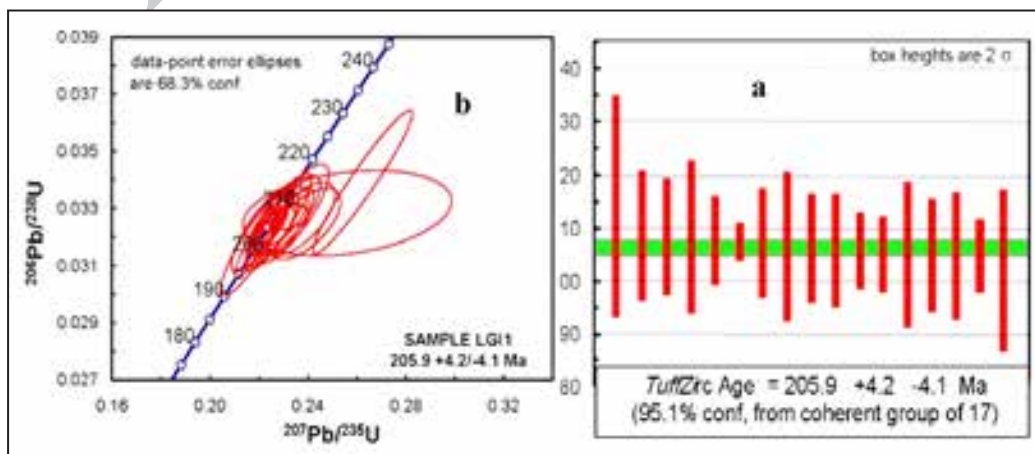 0.039
0.037
0.035
0.033
0.031
0.029
0.027
²⁰⁶Pb/²³⁸U
data-point error ellipses
are 68.3% conf
b
240
230
220
190
180
SAMPLE LGI1
205.9 +4.2/-4.1 Ma
0.16
0.20
0.24
0.28
0.32
²⁰⁷Pb/²³⁵U
box heights are 2 σ
a
40
30
20
10
00
90
80
TuffZirc Age = 205.9 +4.2 -4.1 Ma
(95.1% conf, from coherent group of 17)